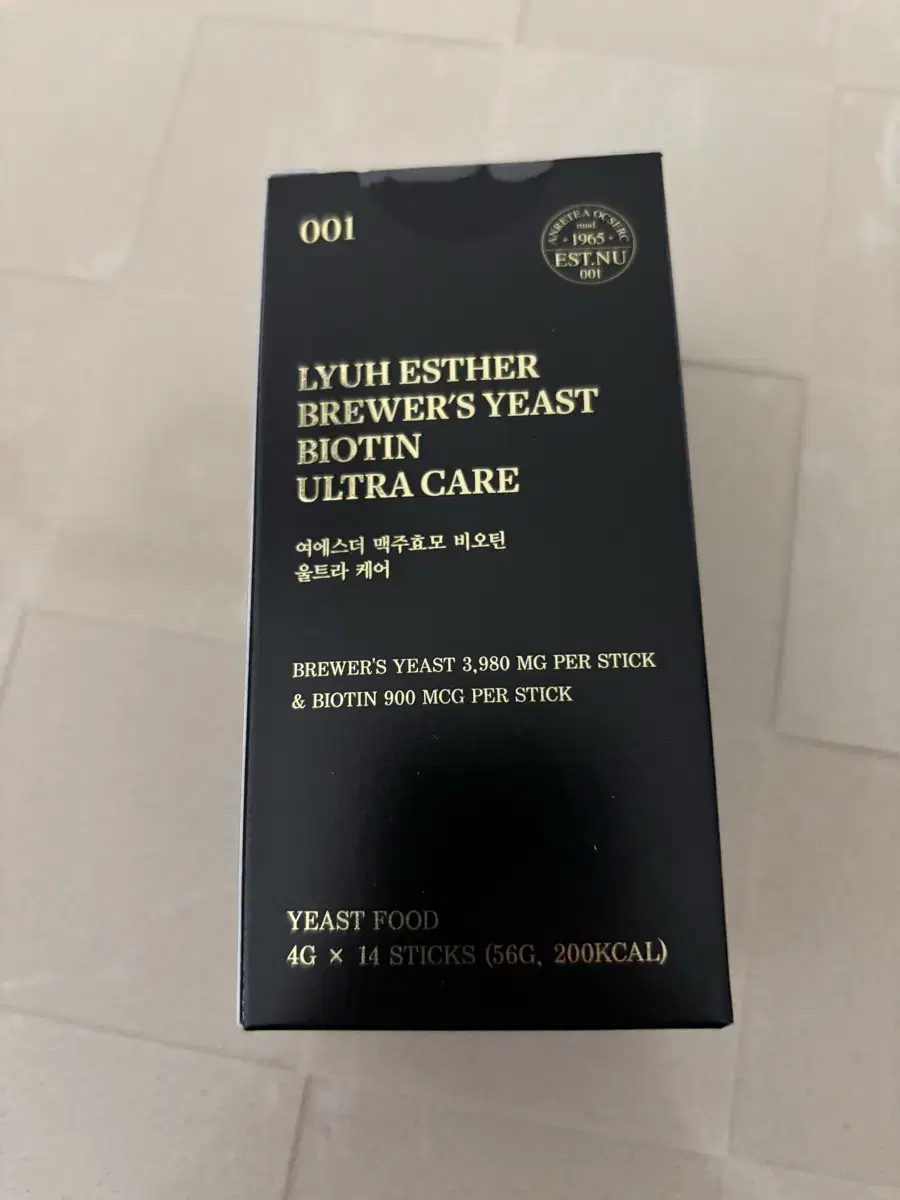 001
1965
EST.NU
001
LYUH ESTHER
BREWER'S YEAST
BIOTIN
ULTRA CARE
여에스더 맥주효모 비오틴
울트라 케어
BREWER'S YEAST 3,980 MG PER STICK
& BIOTIN 900 MCG PER STICK
YEAST FOOD
4G × 14 STICKS (56G, 200KCAL)